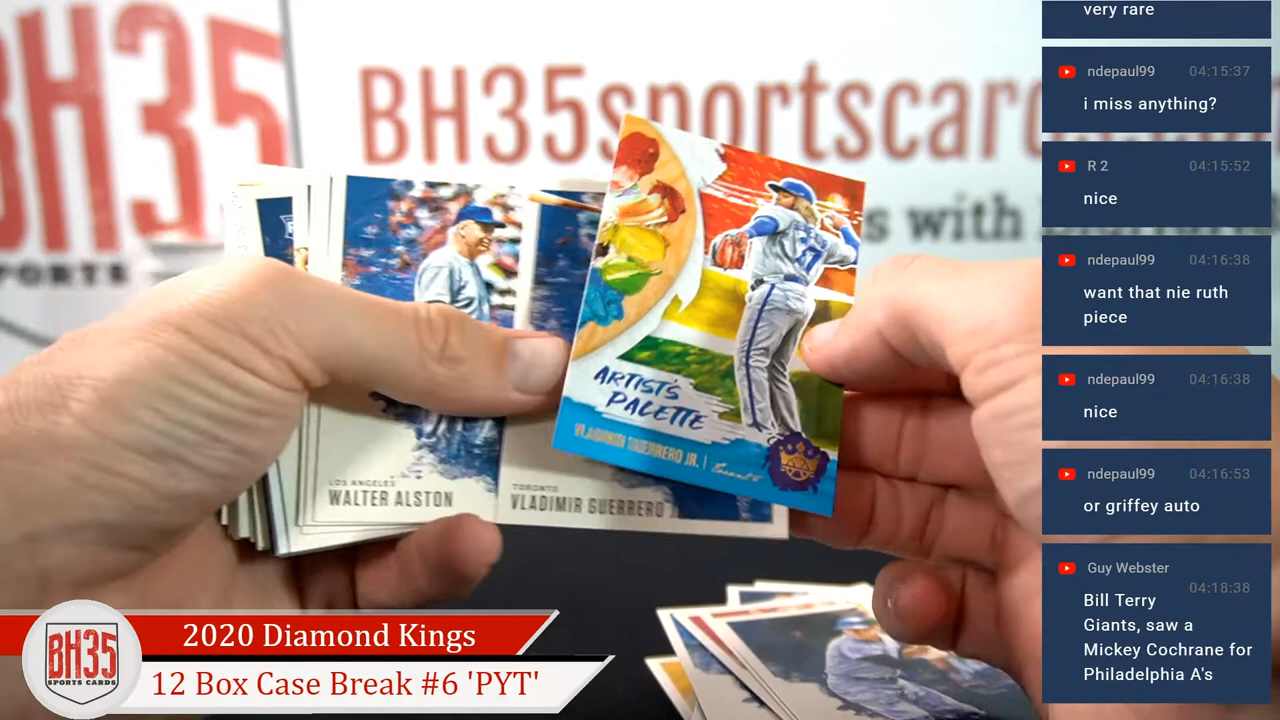 BH35
SPORTS
BH35sportscar
s with
LOS ANGELES
WALTER ALSTON
TORONTO
VLADIMIR GUERRERO
ARTIST'S
PALETTE
VLADIMIR GUERRERO JR. | Toronto
very rare
ndepaul99 04:15:37
i miss anything?
R 2 04:15:52
nice
ndepaul99 04:16:38
want that nie ruth
piece
ndepaul99 04:16:38
nice
ndepaul99 04:16:53
or griffey auto
Guy Webster
04:18:38
Bill Terry
Giants, saw a
Mickey Cochrane for
Philadelphia A's
BH35
SPORTS CARDS
2020 Diamond Kings
12 Box Case Break #6 'PYT'